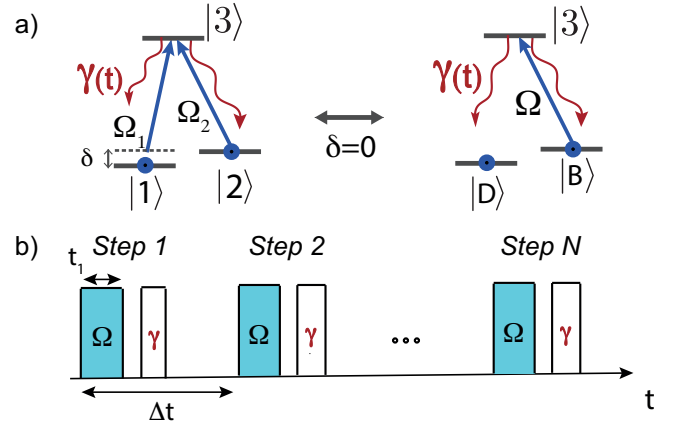 a)
|3⟩
|3⟩
γ(t)
γ(t)
Ω₁
Ω₂
Ω
δ
δ=0
|1⟩
|2⟩
|D⟩
|B⟩
b)
Step 1
Step 2
Step N
t₁
Ω
γ
Ω
γ
Ω
γ
Δt
t